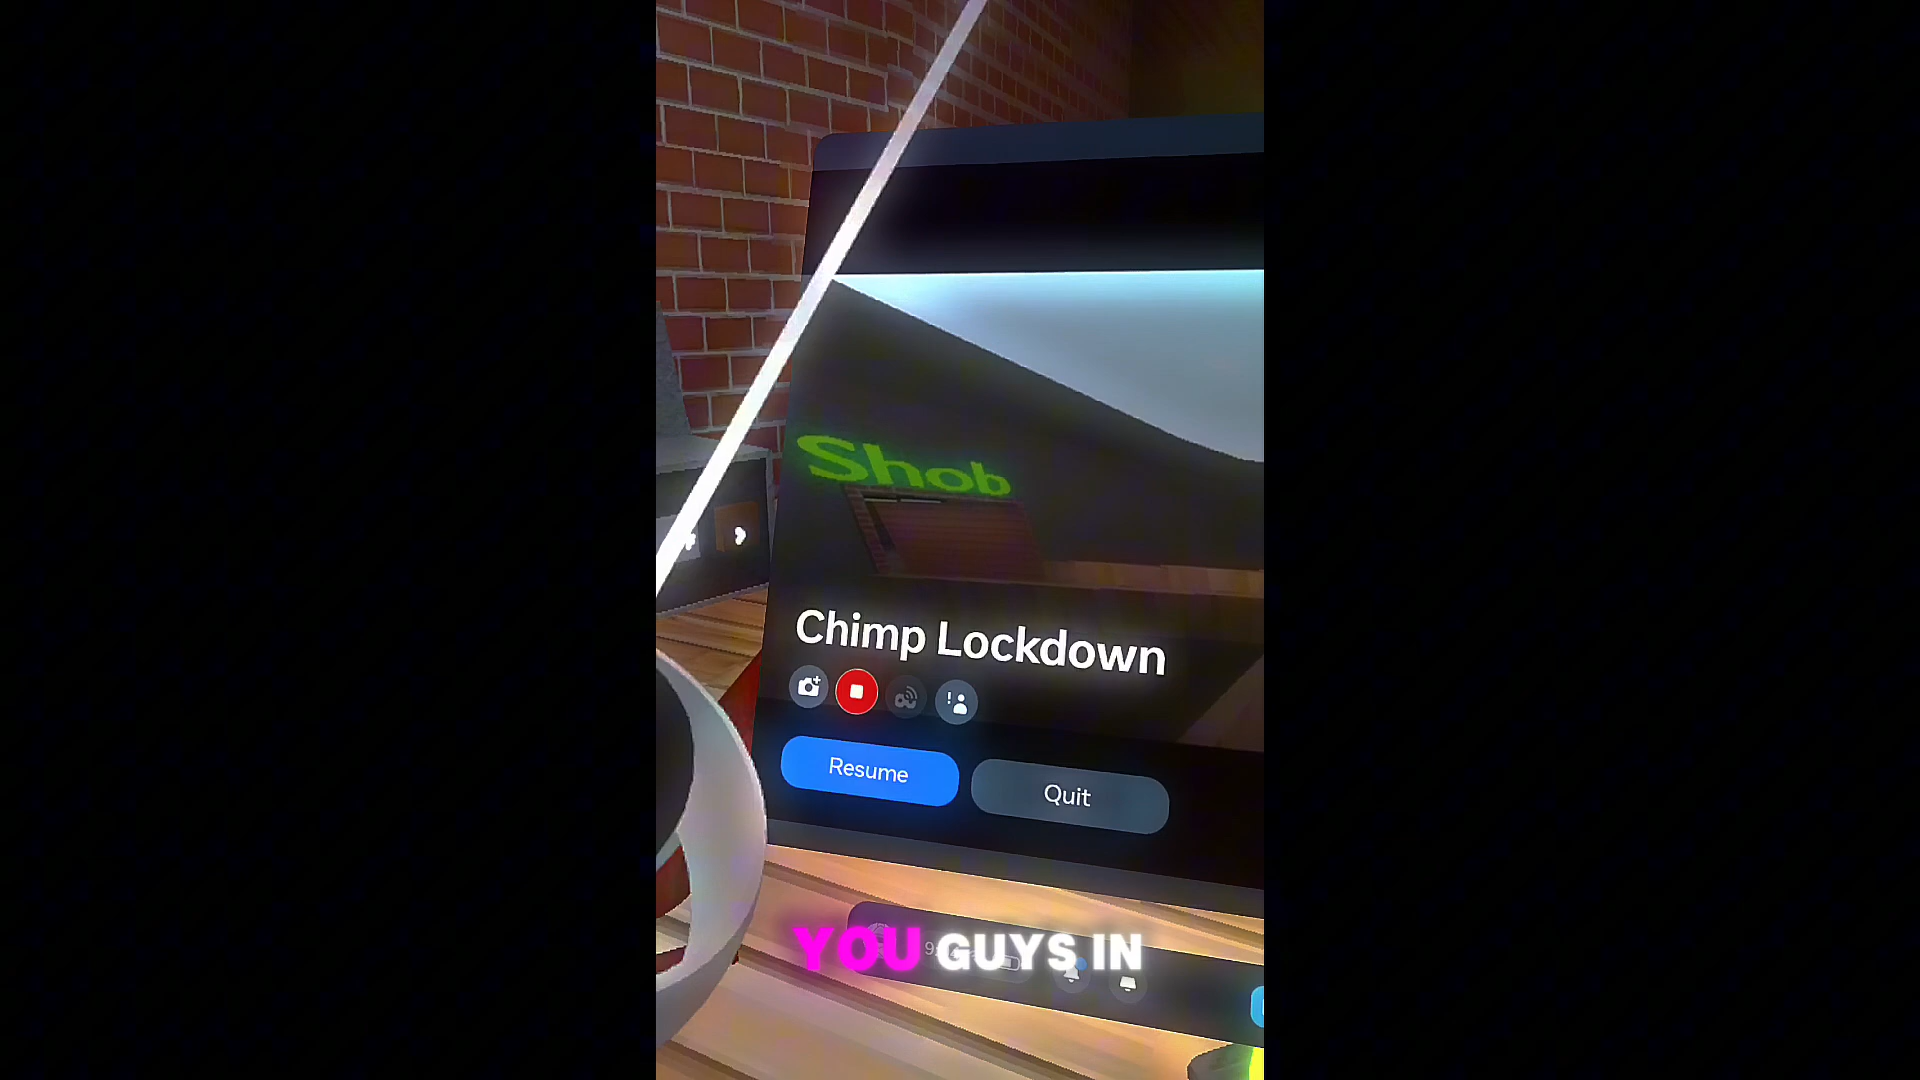 Shob
Chimp Lockdown
Resume
Quit
YOU GUYS IN